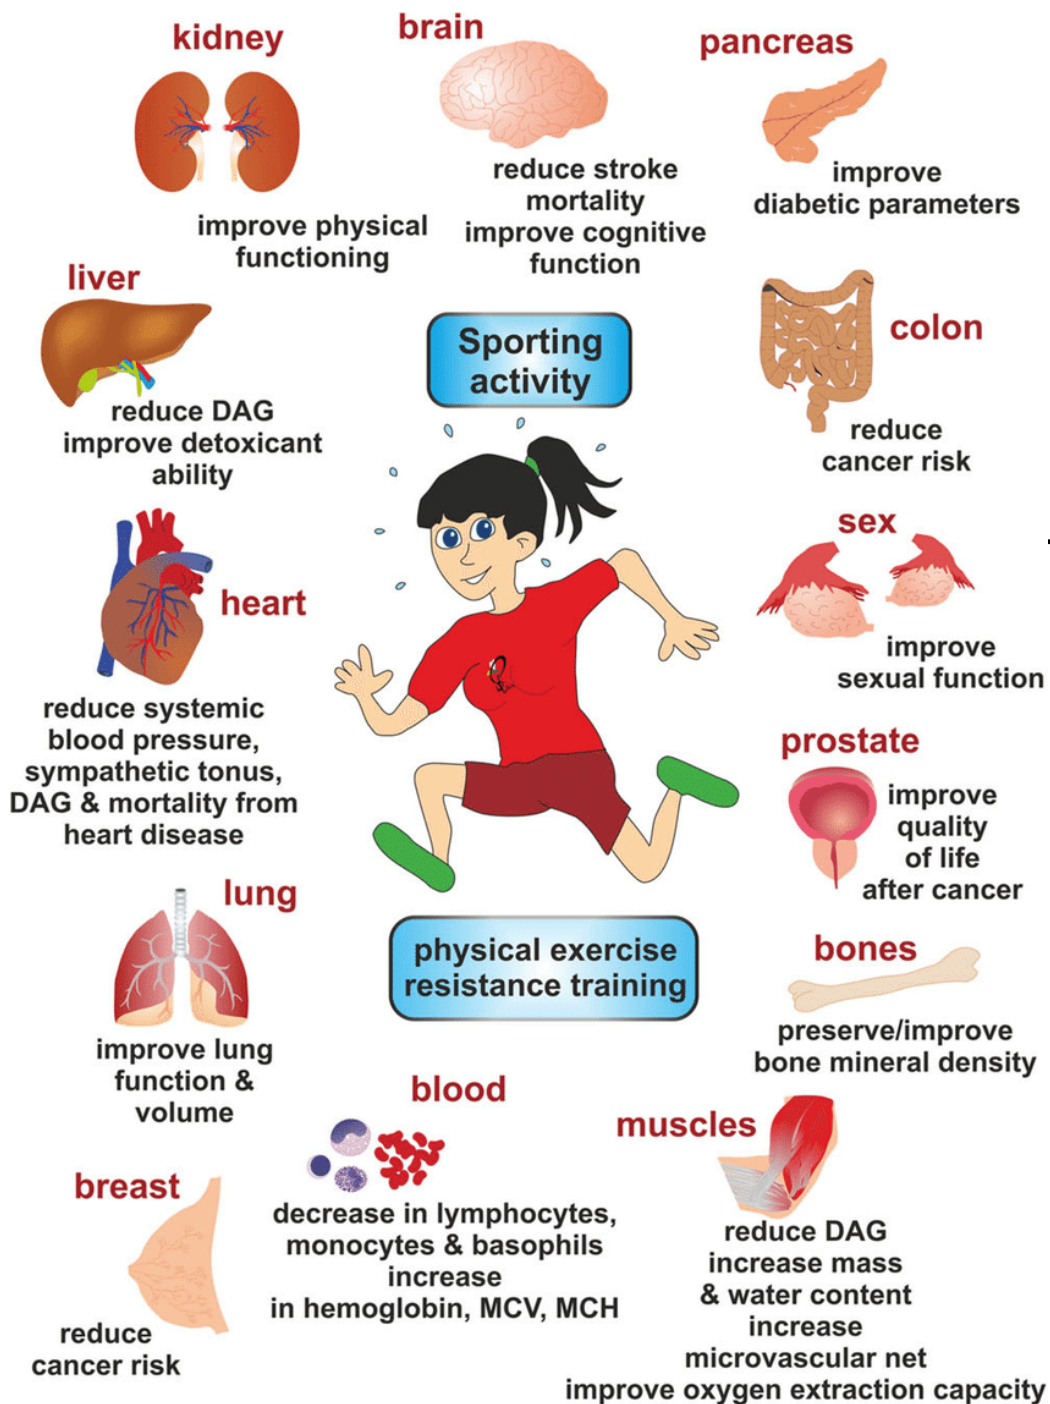 kidney
improve physical
functioning
brain
reduce stroke
mortality
improve cognitive
function
pancreas
improve
diabetic parameters
liver
reduce DAG
improve detoxicant
ability
Sporting
activity
colon
reduce
cancer risk
heart
reduce systemic
blood pressure,
sympathetic tonus,
DAG & mortality from
heart disease
sex
improve
sexual function
prostate
improve
quality
of life
after cancer
lung
improve lung
function &
volume
physical exercise
resistance training
bones
preserve/improve
bone mineral density
blood
decrease in lymphocytes,
monocytes & basophils
increase
in hemoglobin, MCV, MCH
muscles
reduce DAG
increase mass
& water content
increase
microvascular net
improve oxygen extraction capacity
breast
reduce
cancer risk